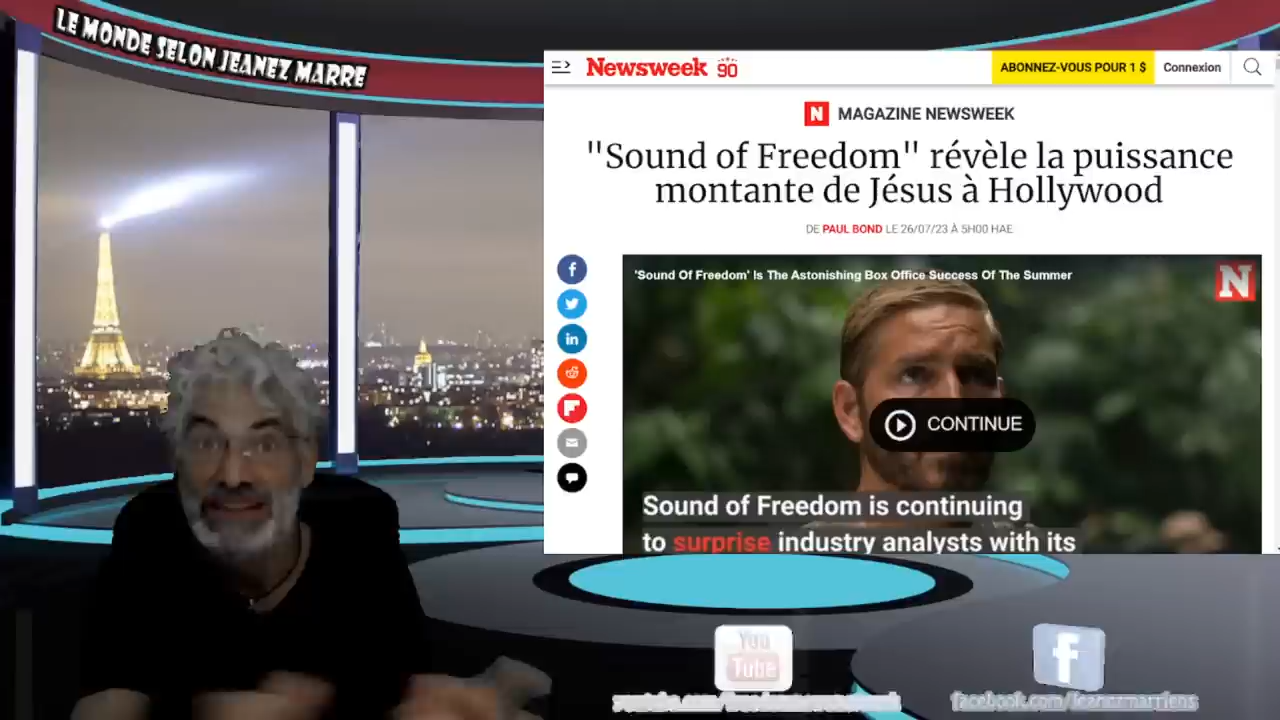 LE MONDE SELON JEANEZ MARRE
Newsweek 90
ABONNEZ-VOUS POUR 1 $
Connexion
N MAGAZINE NEWSWEEK
"Sound of Freedom" révèle la puissance
montante de Jésus à Hollywood
DE PAUL BOND LE 26/07/23 À 5H00 HAE
'Sound Of Freedom' Is The Astonishing Box Office Success Of The Summer
N
CONTINUE
Sound of Freedom is continuing
to surprise industry analysts with its
You
Tube